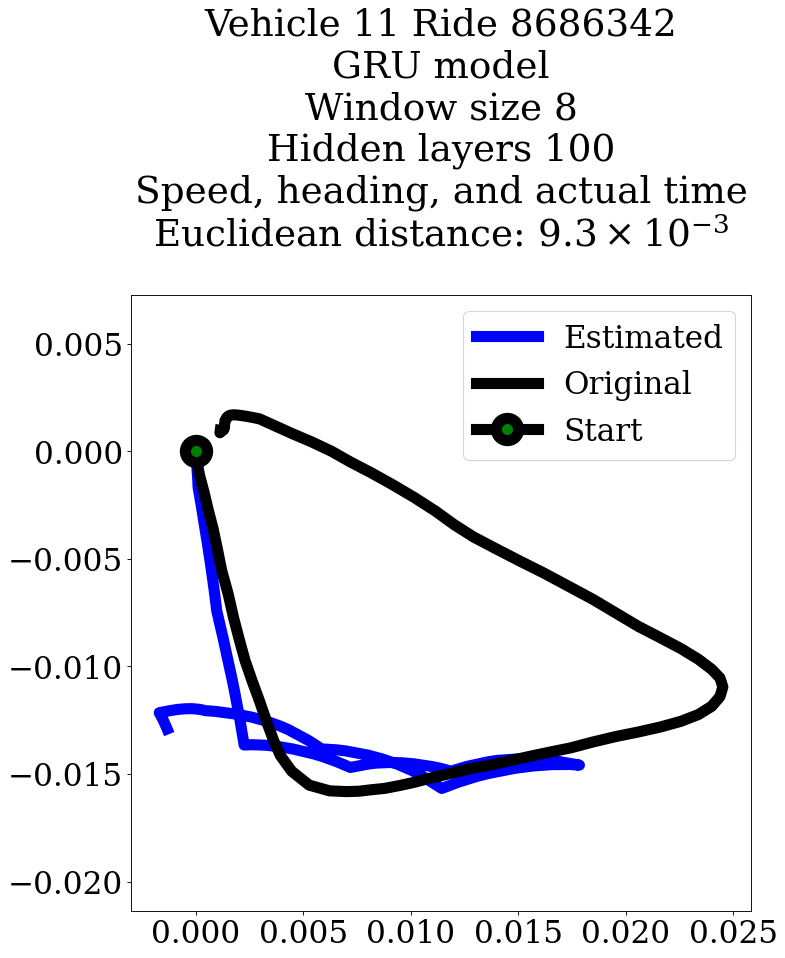 Vehicle 11 Ride 8686342
GRU model
Window size 8
Hidden layers 100
Speed, heading, and actual time
Euclidean distance: 9.3 × 10⁻³
Estimated
Original
Start
0.005
0.000
−0.005
−0.010
−0.015
−0.020
0.000 0.005 0.010 0.015 0.020 0.025